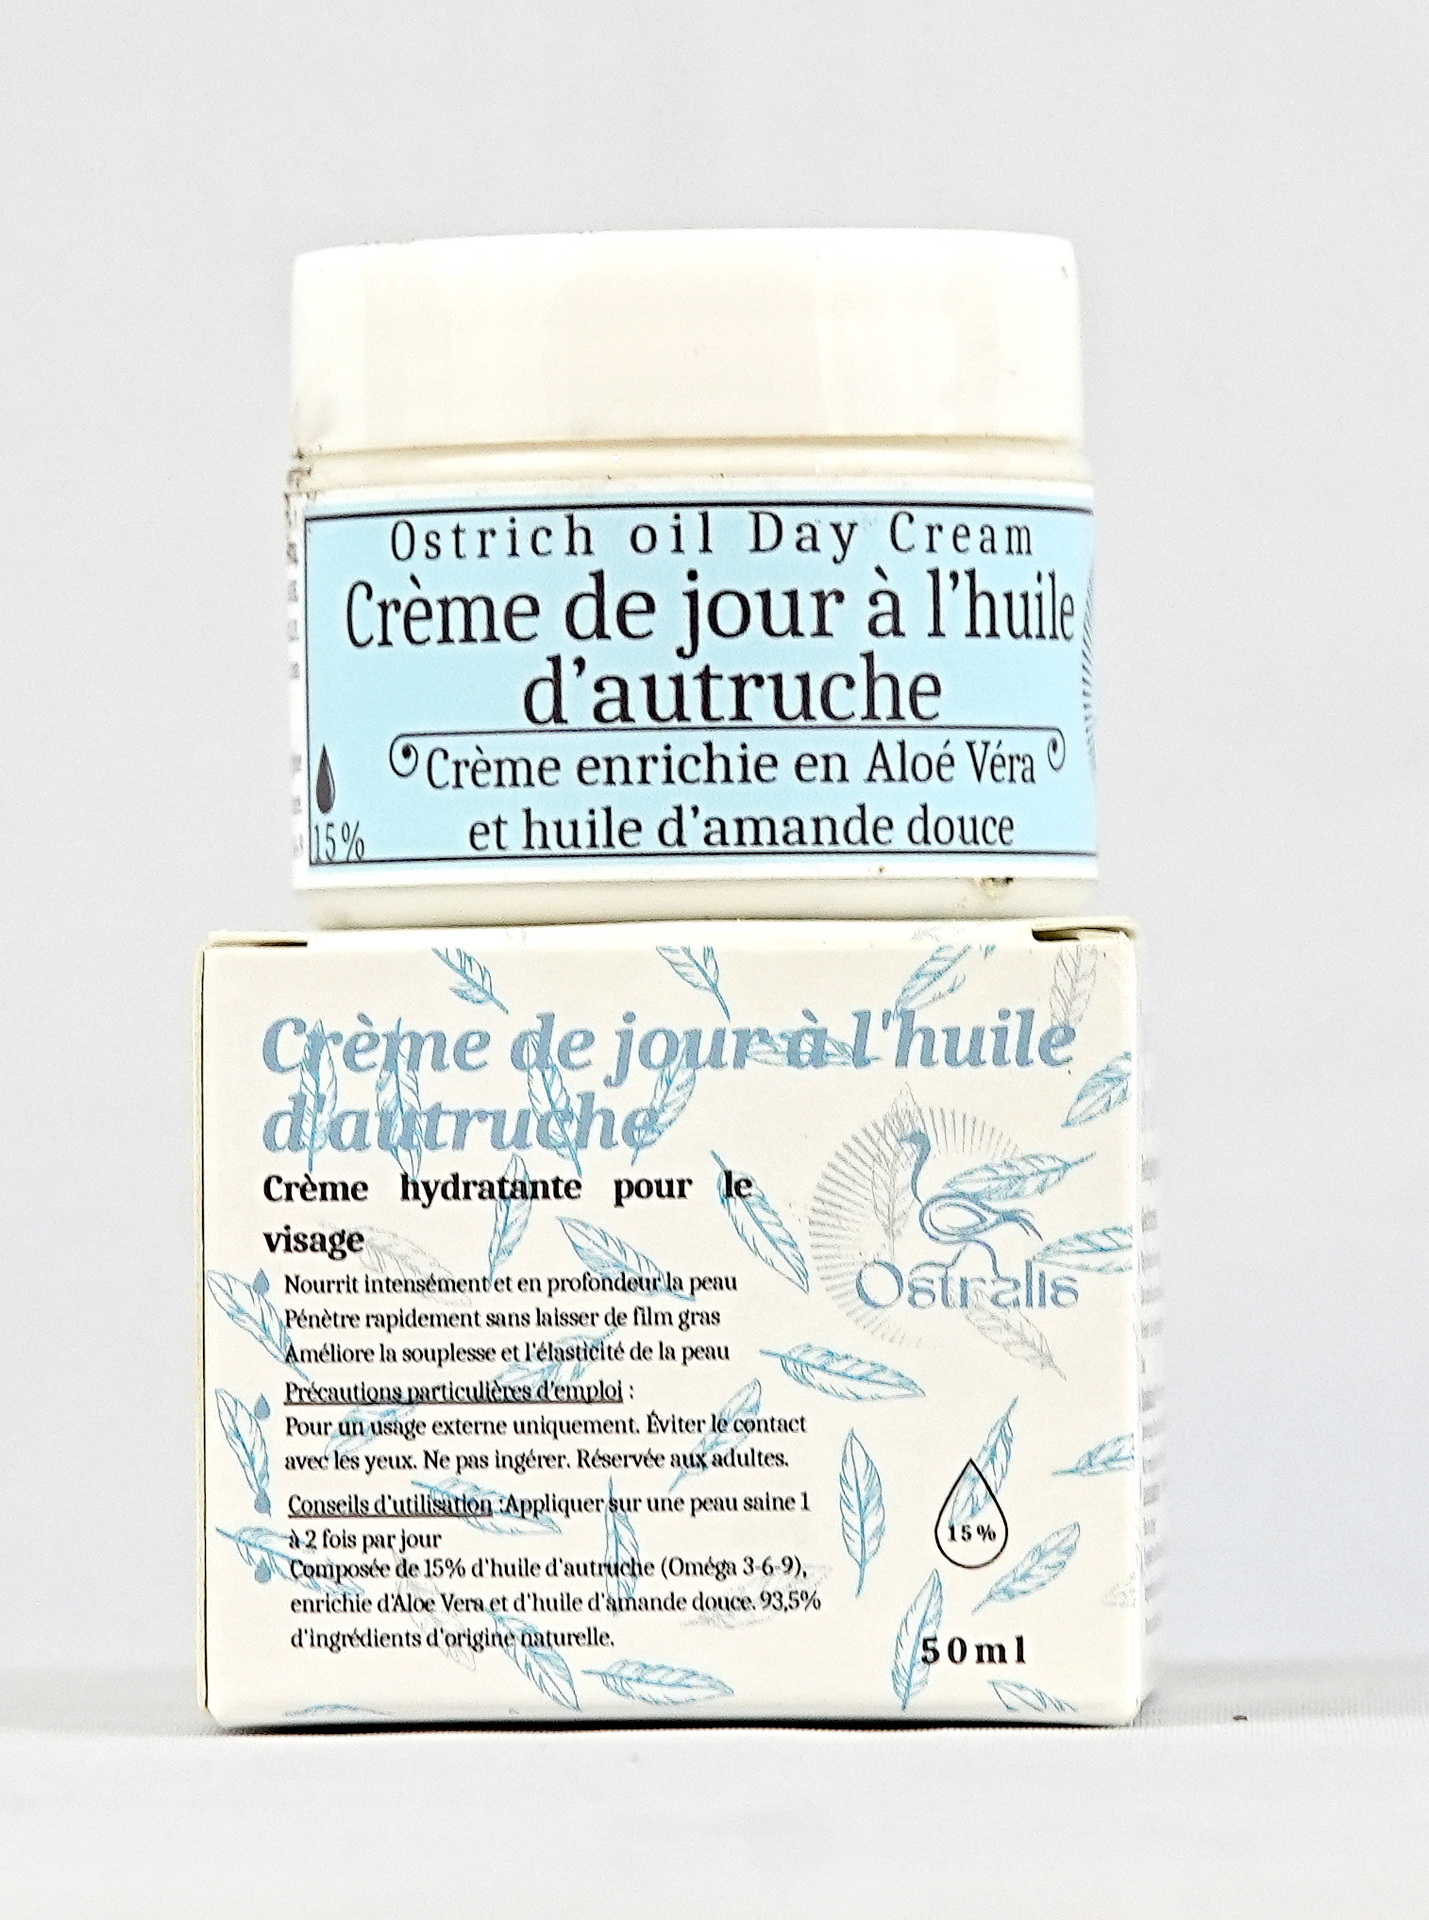 Ostrich oil Day Cream
Crème de jour à l'huile
d'autruche
Crème enrichie en Aloé Véra
et huile d'amande douce
15%
Crème de jour à l'huile
d'autruche
Crème hydratante pour le
visage
Nourrit intensément et en profondeur la peau
Pénètre rapidement sans laisser de film gras
Améliore la souplesse et l'élasticité de la peau
Précautions particulières d'emploi :
Pour un usage externe uniquement. Éviter le contact
avec les yeux. Ne pas ingérer. Réservée aux adultes.
Conseils d'utilisation :Appliquer sur une peau saine 1
à 2 fois par jour
Composée de 15% d'huile d'autruche (Oméga 3-6-9),
enrichie d'Aloe Vera et d'huile d'amande douce. 93,5%
d'ingrédients d'origine naturelle.
Ostralis
15%
50ml